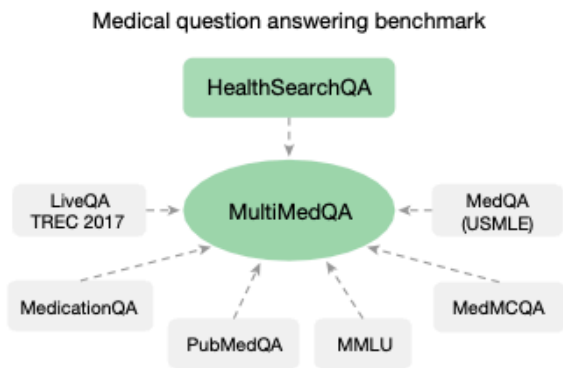 Medical question answering benchmark
HealthSearchQA
LiveQA
TREC 2017
MultiMedQA
MedQA
(USMLE)
MedicationQA
PubMedQA
MMLU
MedMCQA